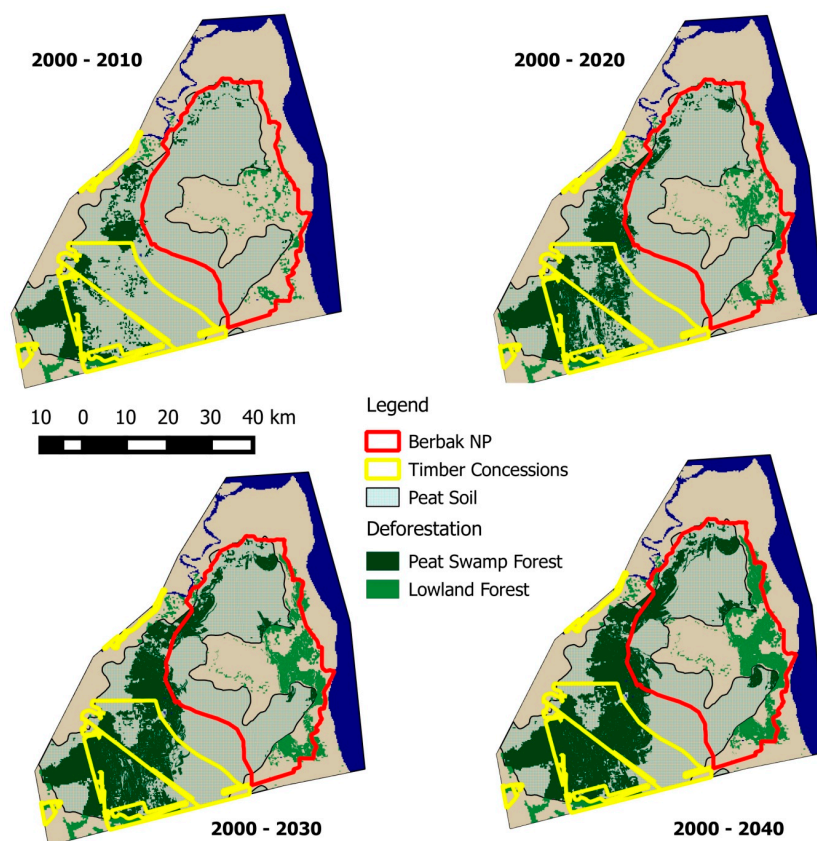 2000 - 2010
2000 - 2020
10 0 10 20 30 40 km
Legend
Berbak NP
Timber Concessions
Peat Soil
Deforestation
Peat Swamp Forest
Lowland Forest
2000 - 2030
2000 - 2040